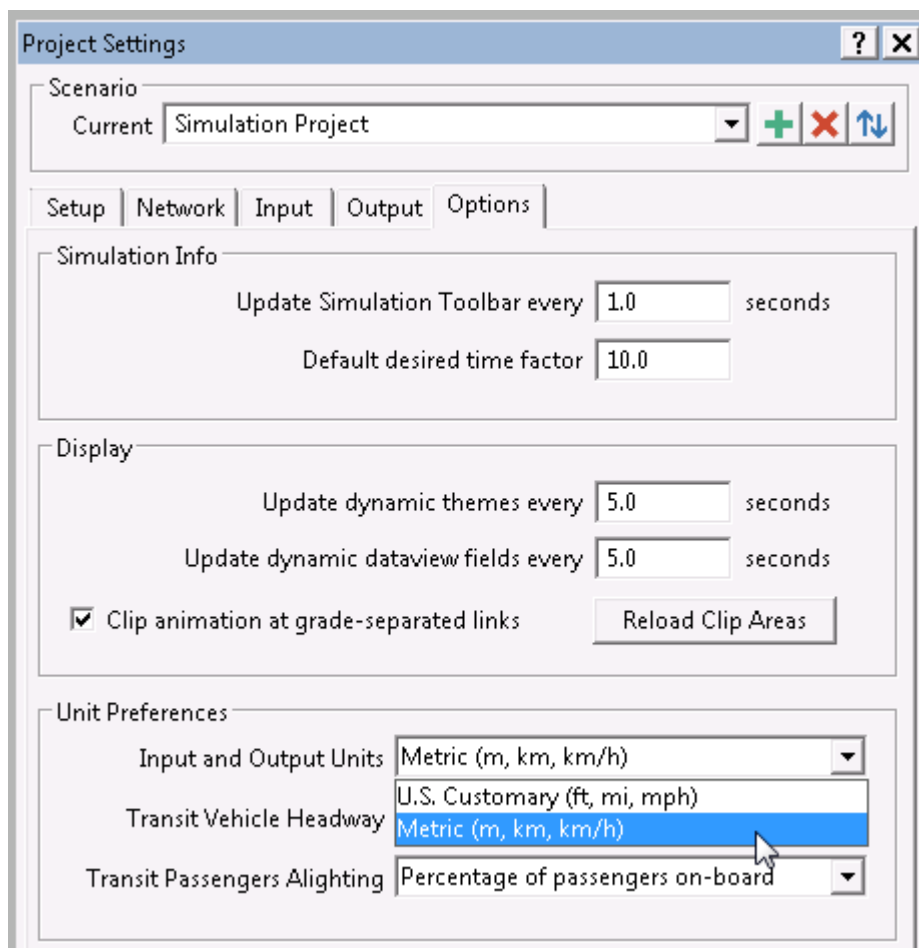 Project Settings
?
Scenario
Current Simulation Project
Setup Network Input Output Options
Simulation Info
Update Simulation Toolbar every 1.0 seconds
Default desired time factor 10.0
Display
Update dynamic themes every 5.0 seconds
Update dynamic dataview fields every 5.0 seconds
Clip animation at grade-separated links Reload Clip Areas
Unit Preferences
Input and Output Units Metric (m, km, km/h)
U.S. Customary (ft, mi, mph)
Transit Vehicle Headway Metric (m, km, km/h)
Transit Passengers Alighting Percentage of passengers on-board